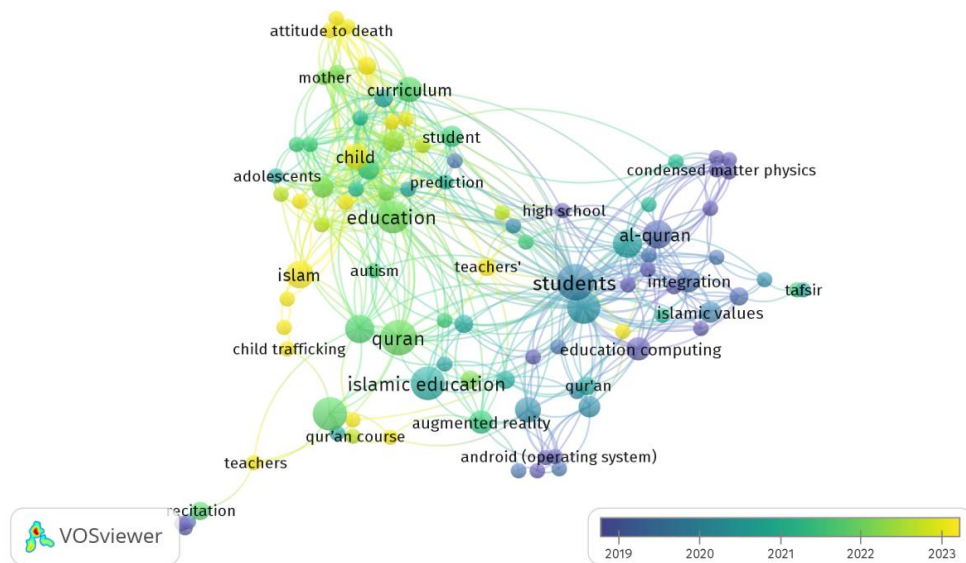 attitude to death
mother
curriculum
student
child
condensed matter physics
adolescents
prediction
high school
education
al-quran
islam
autism
teachers'
students
integration
tafsir
islamic values
quran
child trafficking
education computing
islamic education
qur'an
augmented reality
qur'an course
android (operating system)
teachers
recitation
VOSviewer
2019 2020 2021 2022 2023